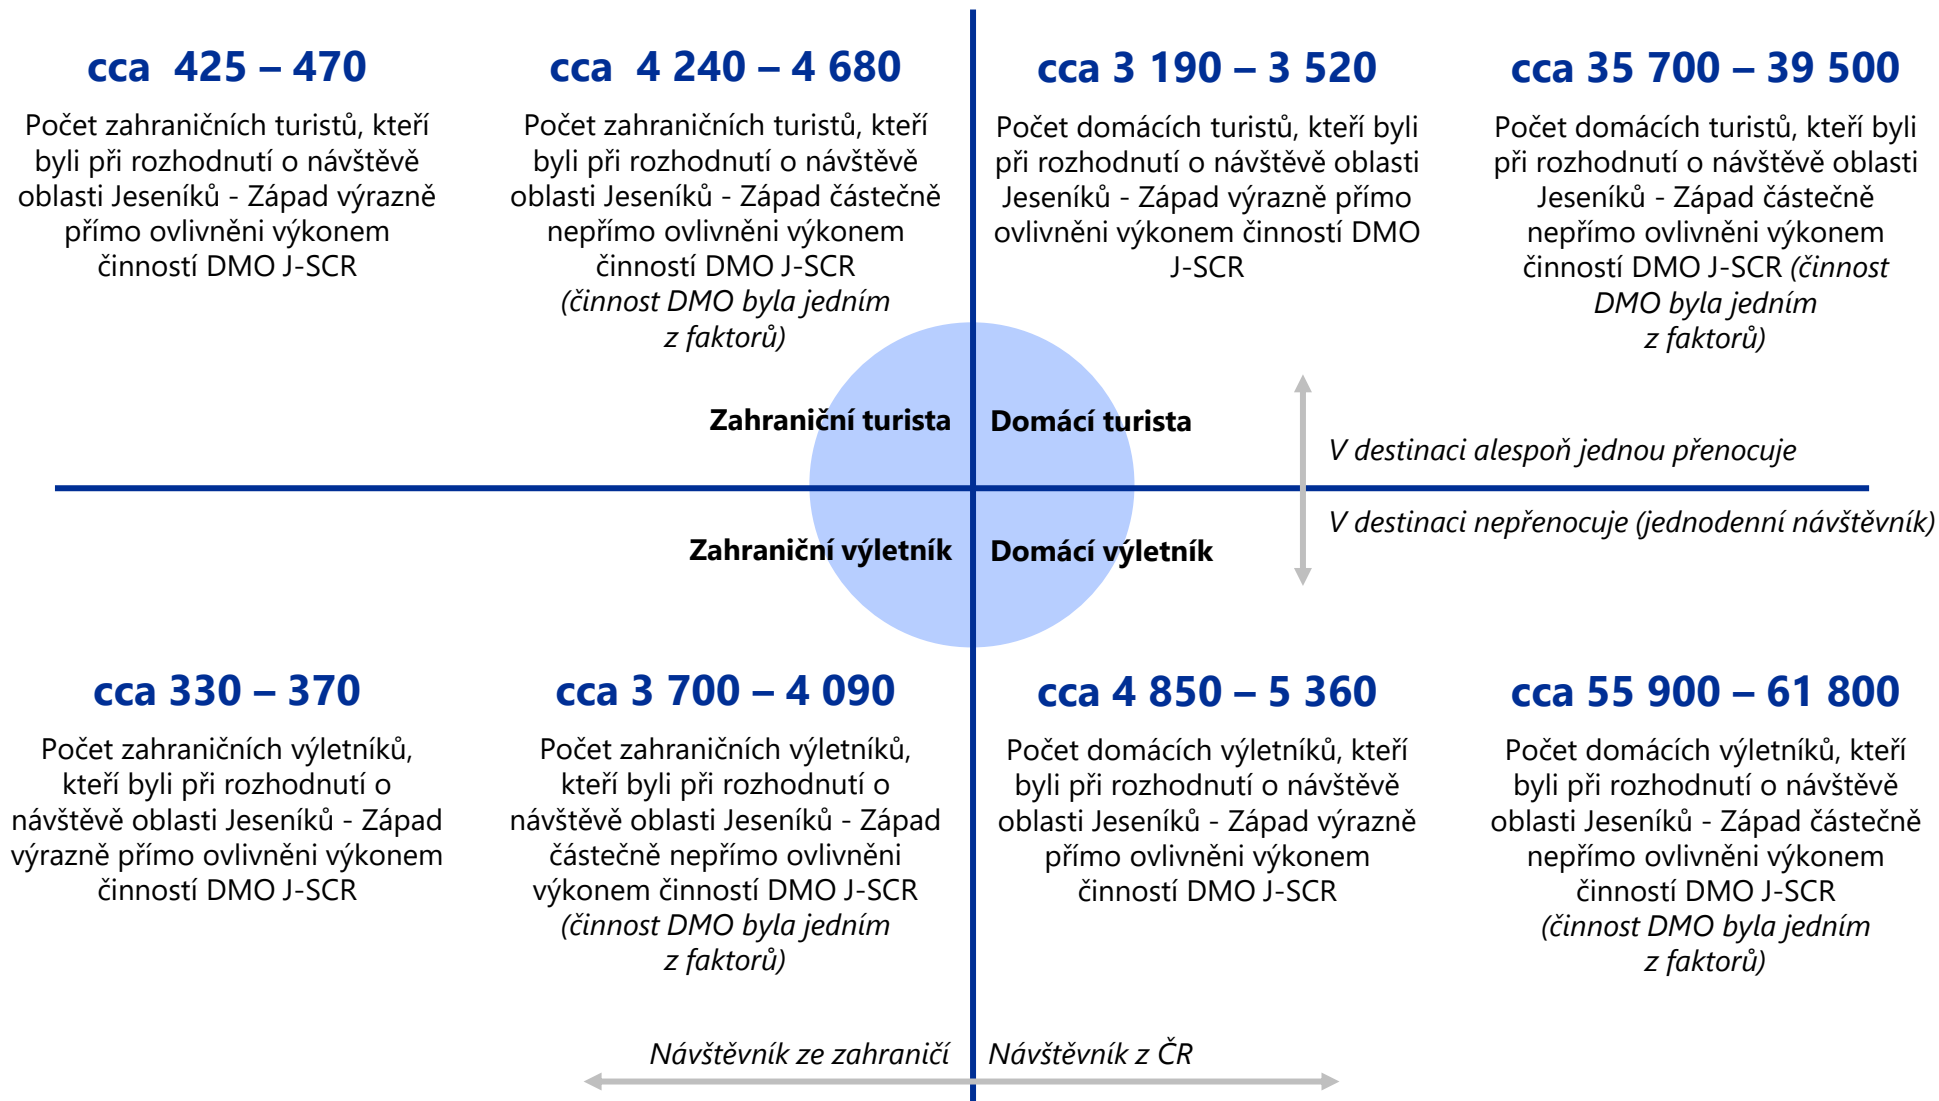 cca  425 – 470
Počet zahraničních turistů, kteří
byli při rozhodnutí o návštěvě
oblasti Jeseníků - Západ výrazně
přímo ovlivněni výkonem
činností DMO J-SCR
cca  4 240 – 4 680
Počet zahraničních turistů, kteří
byli při rozhodnutí o návštěvě
oblasti Jeseníků - Západ částečně
nepřímo ovlivněni výkonem
činností DMO J-SCR
(činnost DMO byla jedním
z faktorů)
cca 3 190 – 3 520
Počet domácích turistů, kteří byli
při rozhodnutí o návštěvě oblasti
Jeseníků - Západ výrazně přímo
ovlivněni výkonem činností DMO
J-SCR
cca 35 700 – 39 500
Počet domácích turistů, kteří byli
při rozhodnutí o návštěvě oblasti
Jeseníků - Západ částečně
nepřímo ovlivněni výkonem
činností DMO J-SCR (činnost
DMO byla jedním
z faktorů)
Zahraniční turista
Domácí turista
V destinaci alespoň jednou přenocuje
V destinaci nepřenocuje (jednodenní návštěvník)
Zahraniční výletník
Domácí výletník
cca 330 – 370
Počet zahraničních výletníků,
kteří byli při rozhodnutí o
návštěvě oblasti Jeseníků - Západ
výrazně přímo ovlivněni výkonem
činností DMO J-SCR
cca 3 700 – 4 090
Počet zahraničních výletníků,
kteří byli při rozhodnutí o
návštěvě oblasti Jeseníků - Západ
částečně nepřímo ovlivněni
výkonem činností DMO J-SCR
(činnost DMO byla jedním
z faktorů)
cca 4 850 – 5 360
Počet domácích výletníků, kteří
byli při rozhodnutí o návštěvě
oblasti Jeseníků - Západ výrazně
přímo ovlivněni výkonem
činností DMO J-SCR
cca 55 900 – 61 800
Počet domácích výletníků, kteří
byli při rozhodnutí o návštěvě
oblasti Jeseníků - Západ částečně
nepřímo ovlivněni výkonem
činností DMO J-SCR
(činnost DMO byla jedním
z faktorů)
Návštěvník ze zahraničí
Návštěvník z ČR